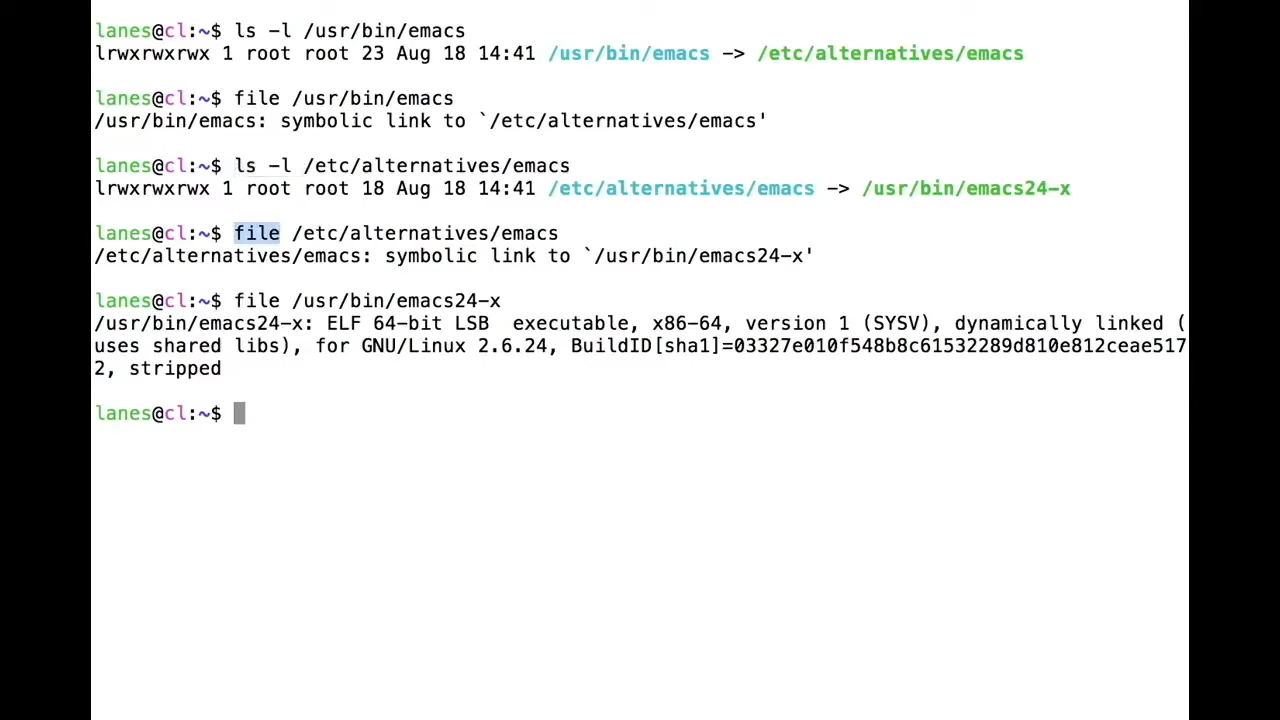 lanes@cl:~$ ls -l /usr/bin/emacs
lrwxrwxrwx 1 root root 23 Aug 18 14:41 /usr/bin/emacs -> /etc/alternatives/emacs
lanes@cl:~$ file /usr/bin/emacs
/usr/bin/emacs: symbolic link to `/etc/alternatives/emacs'
lanes@cl:~$ ls -l /etc/alternatives/emacs
lrwxrwxrwx 1 root root 18 Aug 18 14:41 /etc/alternatives/emacs -> /usr/bin/emacs24-x
lanes@cl:~$ file /etc/alternatives/emacs
/etc/alternatives/emacs: symbolic link to `/usr/bin/emacs24-x'
lanes@cl:~$ file /usr/bin/emacs24-x
/usr/bin/emacs24-x: ELF 64-bit LSB  executable, x86-64, version 1 (SYSV), dynamically linked (
uses shared libs), for GNU/Linux 2.6.24, BuildID[sha1]=03327e010f548b8c61532289d810e812ceae517
2, stripped
lanes@cl:~$